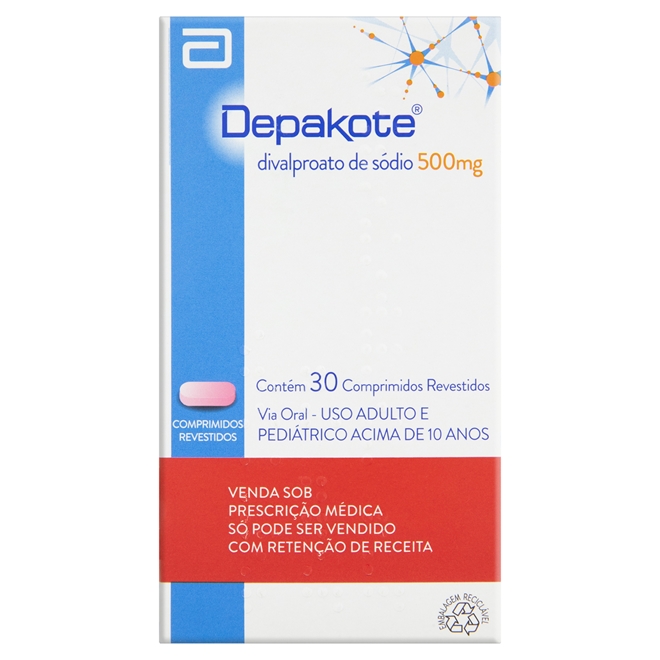 Depakote®
divalproato de sódio 500mg
Contém 30 Comprimidos Revestidos
Via Oral - USO ADULTO E
PEDIÁTRICO ACIMA DE 10 ANOS
COMPRIMIDOS
REVESTIDOS
VENDA SOB
PRESCRIÇÃO MÉDICA
SÓ PODE SER VENDIDO
COM RETENÇÃO DE RECEITA
EMBALAGEM RECICLÁVEL